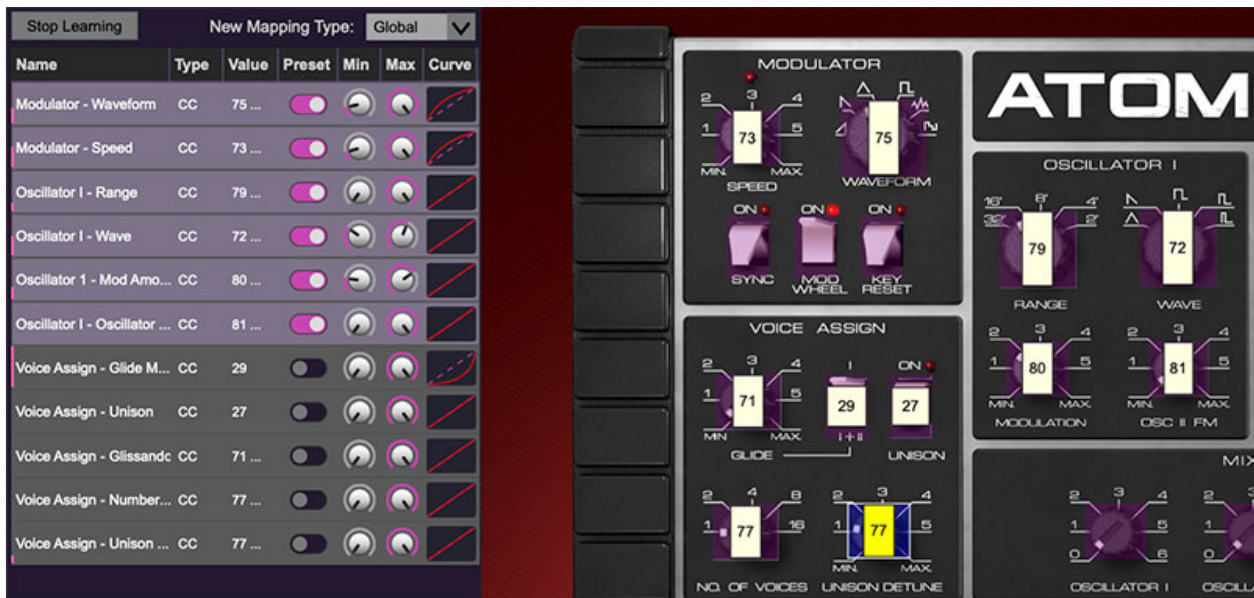 Stop Learning New Mapping Type: Global
Name Type Value Preset Min Max Curve
Modulator - Waveform CC 75 ...
Modulator - Speed CC 73 ...
Oscillator I - Range CC 79 ...
Oscillator I - Wave CC 72 ...
Oscillator 1 - Mod Amo... CC 80 ...
Oscillator I - Oscillator ... CC 81 ...
Voice Assign - Glide M... CC 29
Voice Assign - Unison CC 27
Voice Assign - Glissando CC 71 ...
Voice Assign - Number... CC 77 ...
Voice Assign - Unison ... CC 77 ...
MODULATOR
2 3 4
1 73 5
MIN. MAX.
SPEED
75
WAVEFORM
ON ON ON
SYNC MOD WHEEL KEY RESET
VOICE ASSIGN
2 3 4
1 71 5
MIN MAX.
GLIDE
I
29
I+II
ON
27
UNISON
2 4 8
1 77 16
NO. OF VOICES
2 3 4
1 77 5
MIN. MAX.
UNISON DETUNE
ATOM
OSCILLATOR I
16' 8' 4'
32' 79 2'
RANGE
72
WAVE
2 3 4
1 80 5
MIN. MAX.
MODULATION
2 3 4
1 81 5
MIN. MAX.
OSC II FM
MIX
2 3 4
1 5
0 6
OSCILLATOR I
2
1
0
OSCILL